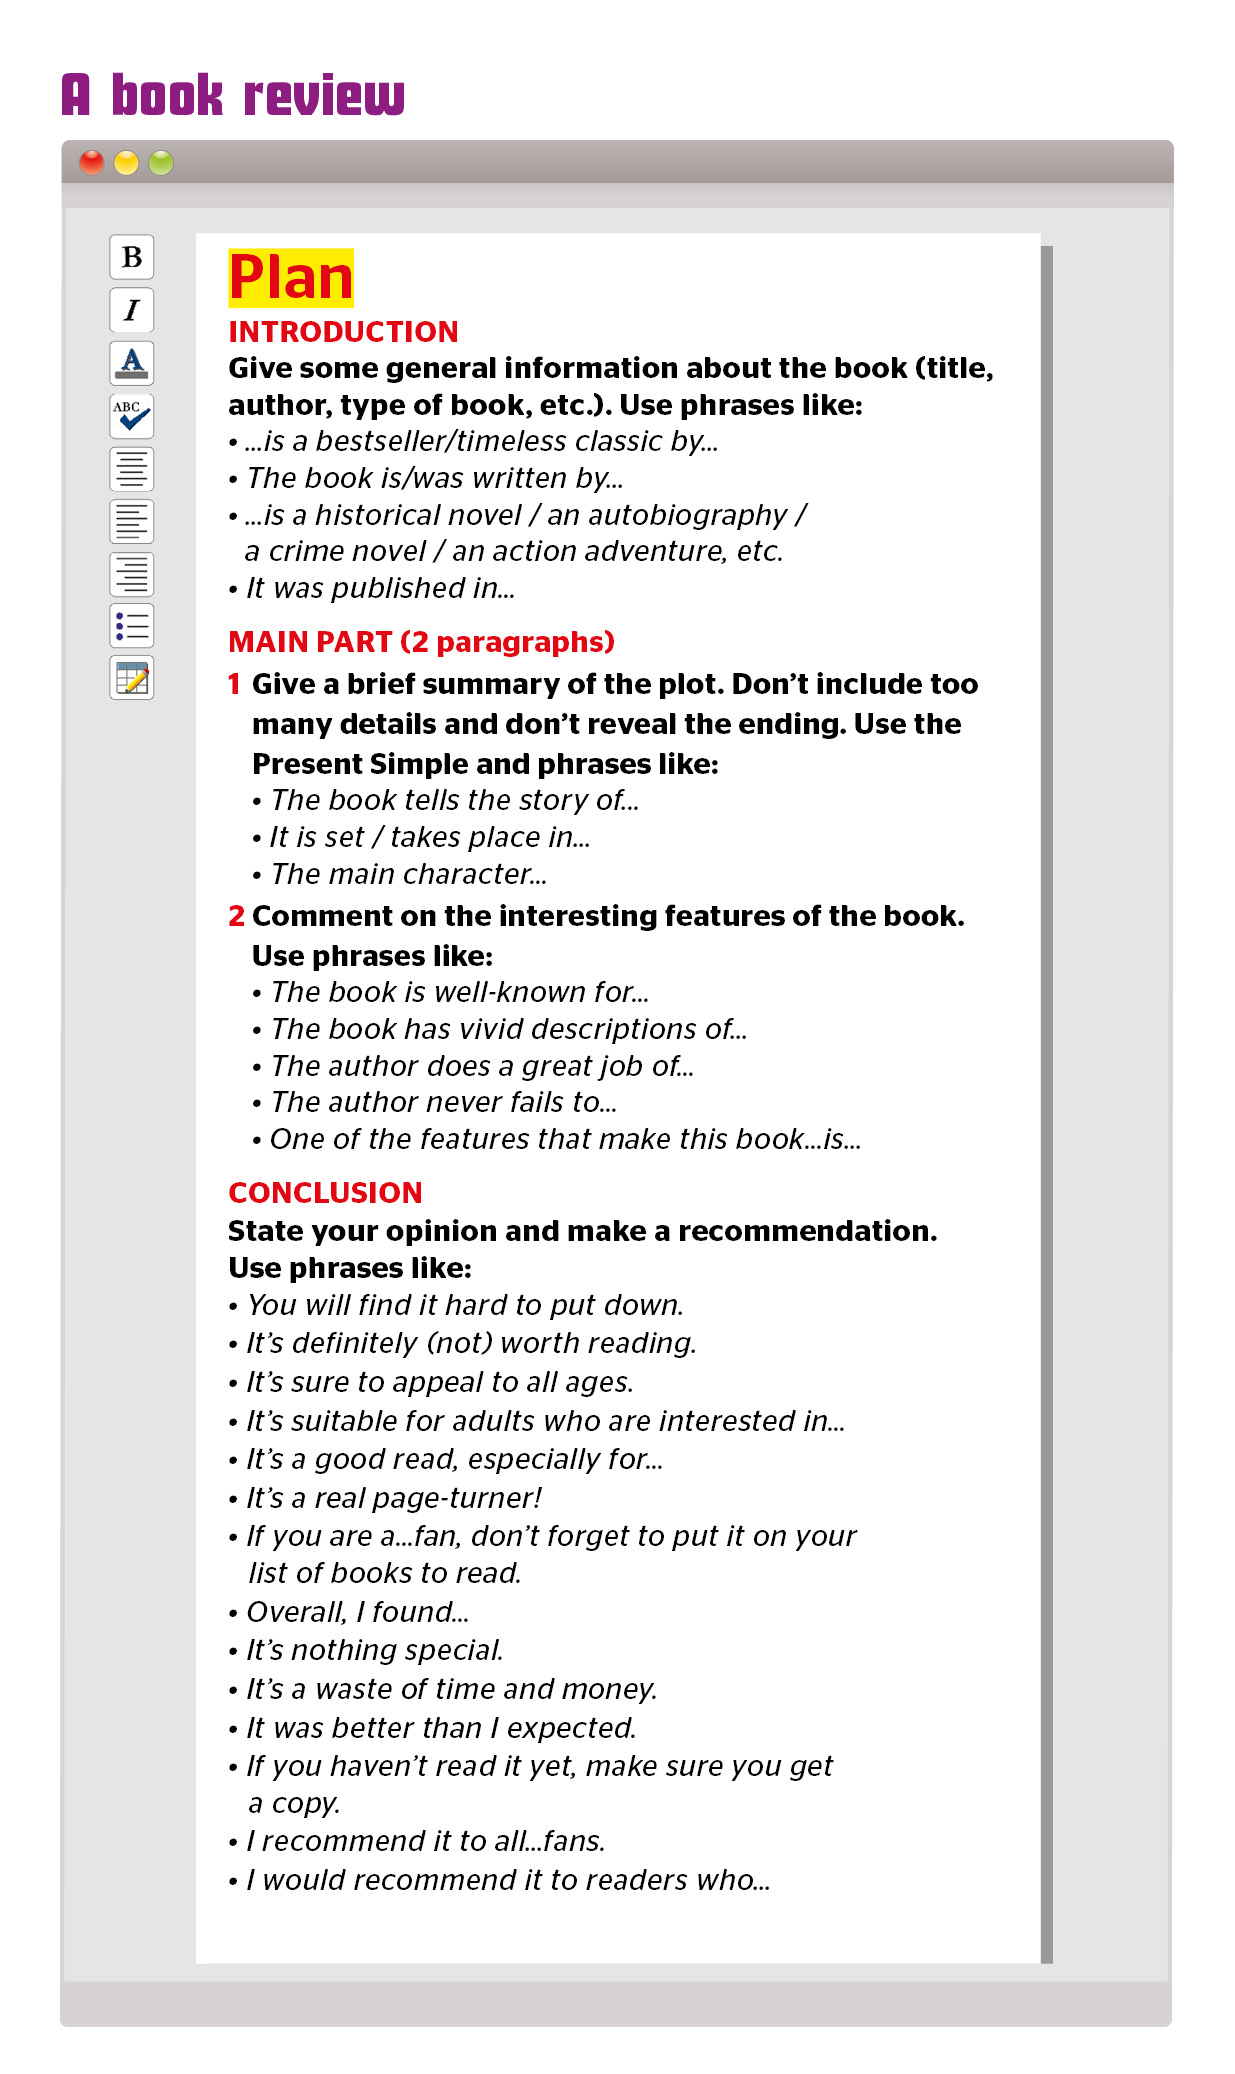 A book review
B
I
A
ABC
Plan
INTRODUCTION
Give some general information about the book (title,
author, type of book, etc.). Use phrases like:
• ...is a bestseller/timeless classic by...
• The book is/was written by...
• ...is a historical novel / an autobiography /
a crime novel / an action adventure, etc.
• It was published in...
MAIN PART (2 paragraphs)
1 Give a brief summary of the plot. Don't include too
many details and don't reveal the ending. Use the
Present Simple and phrases like:
• The book tells the story of...
• It is set / takes place in...
• The main character...
2 Comment on the interesting features of the book.
Use phrases like:
• The book is well-known for...
• The book has vivid descriptions of...
• The author does a great job of...
• The author never fails to...
• One of the features that make this book...is...
CONCLUSION
State your opinion and make a recommendation.
Use phrases like:
• You will find it hard to put down.
• It's definitely (not) worth reading.
• It's sure to appeal to all ages.
• It's suitable for adults who are interested in...
• It's a good read, especially for...
• It's a real page-turner!
• If you are a...fan, don't forget to put it on your
list of books to read.
• Overall, I found...
• It's nothing special.
• It's a waste of time and money.
• It was better than I expected.
• If you haven't read it yet, make sure you get
a copy.
• I recommend it to all...fans.
• I would recommend it to readers who...